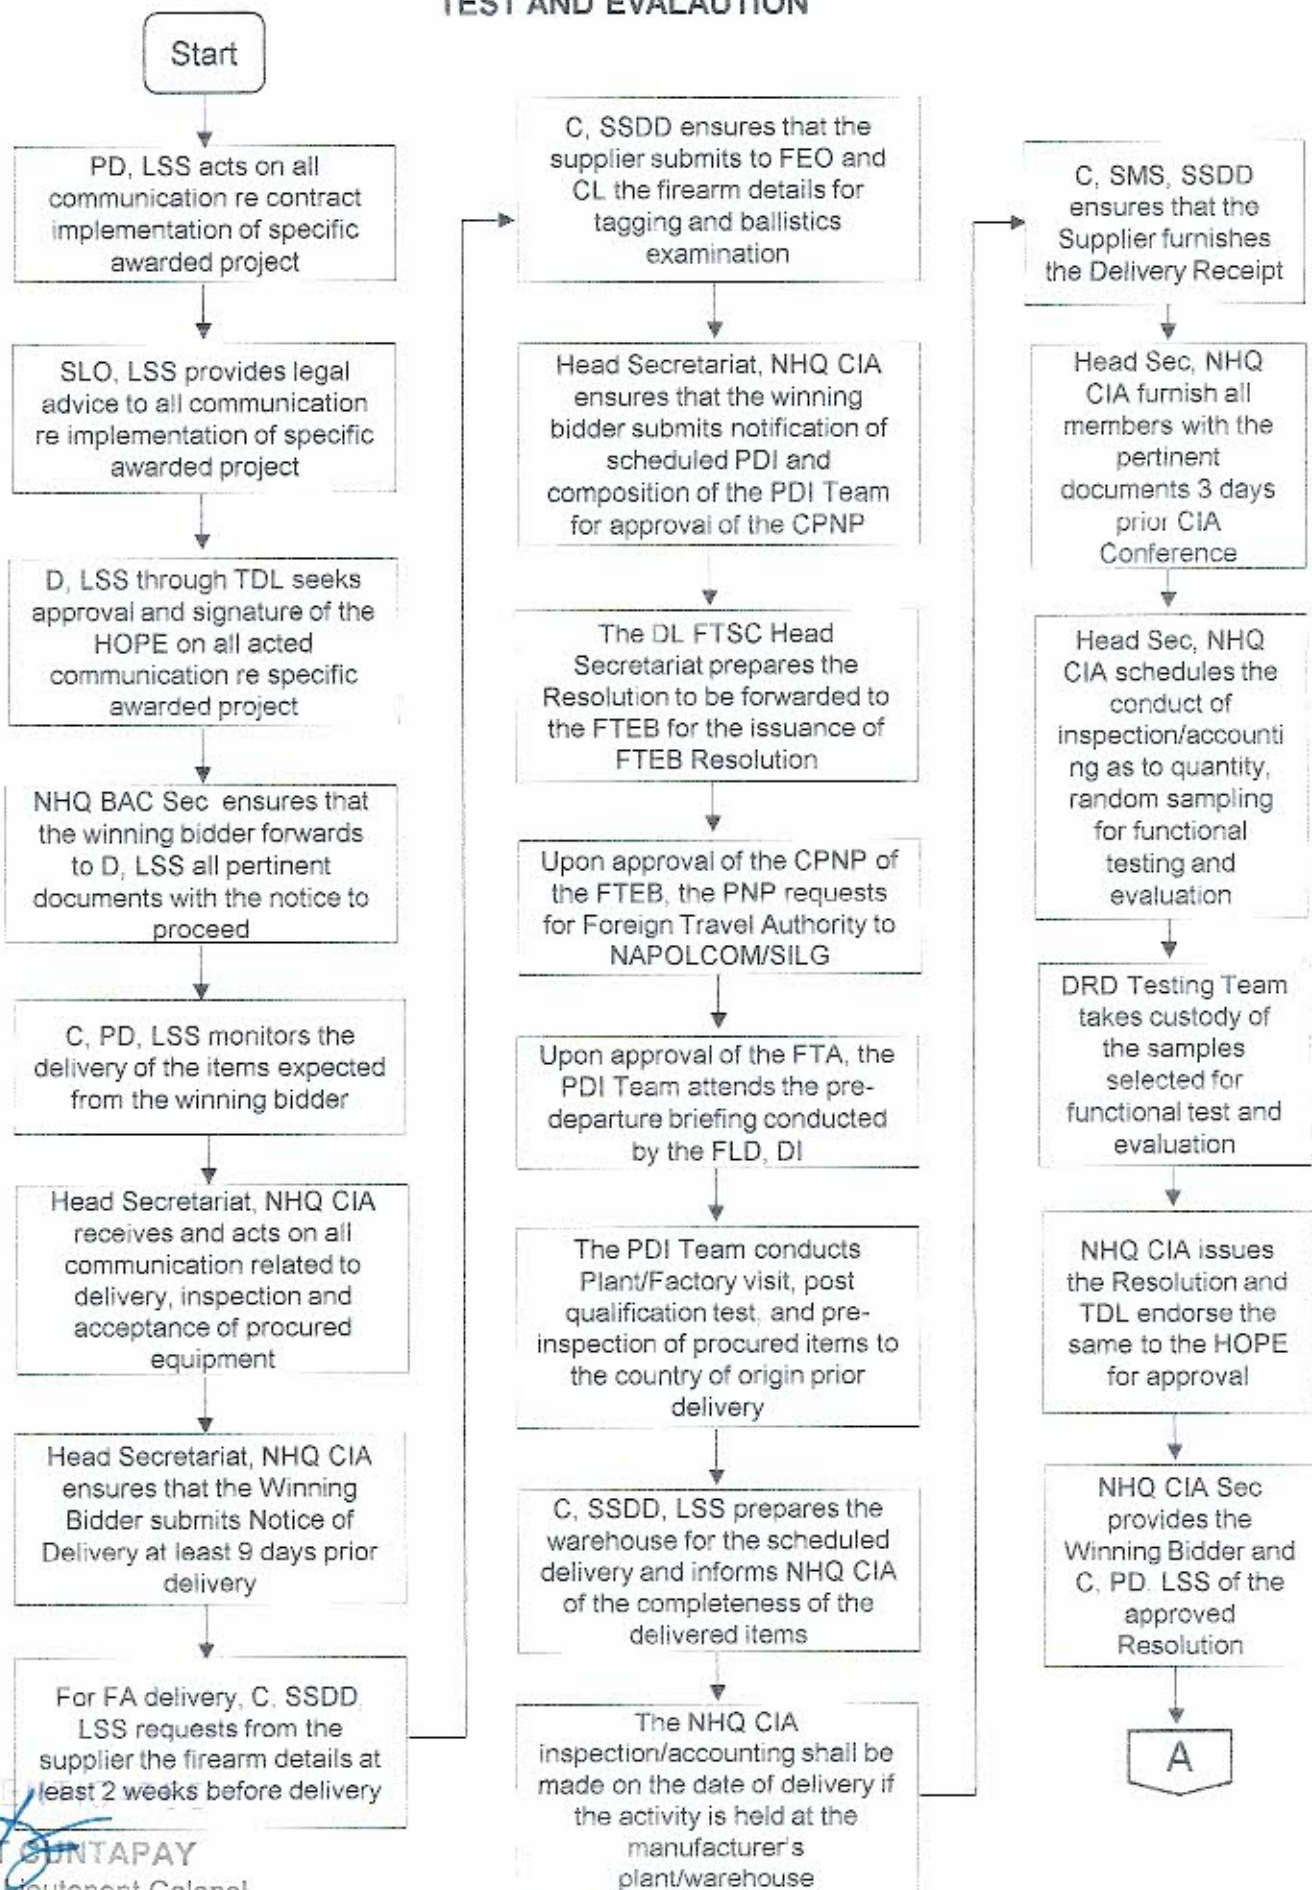 TEST AND EVALAUTION
Start
PD, LSS acts on all
communication re contract
implementation of specific
awarded project
SLO, LSS provides legal
advice to all communication
re implementation of specific
awarded project
D, LSS through TDL seeks
approval and signature of the
HOPE on all acted
communication re specific
awarded project
NHQ BAC Sec ensures that
the winning bidder forwards
to D, LSS all pertinent
documents with the notice to
proceed
C, PD, LSS monitors the
delivery of the items expected
from the winning bidder
Head Secretariat, NHQ CIA
receives and acts on all
communication related to
delivery, inspection and
acceptance of procured
equipment
Head Secretariat, NHQ CIA
ensures that the Winning
Bidder submits Notice of
Delivery at least 9 days prior
delivery
For FA delivery, C, SSDD,
LSS requests from the
supplier the firearm details at
least 2 weeks before delivery
C, SSDD ensures that the
supplier submits to FEO and
CL the firearm details for
tagging and ballistics
examination
Head Secretariat, NHQ CIA
ensures that the winning
bidder submits notification of
scheduled PDI and
composition of the PDI Team
for approval of the CPNP
The DL FTSC Head
Secretariat prepares the
Resolution to be forwarded to
the FTEB for the issuance of
FTEB Resolution
Upon approval of the CPNP of
the FTEB, the PNP requests
for Foreign Travel Authority to
NAPOLCOM/SILG
Upon approval of the FTA, the
PDI Team attends the pre-
departure briefing conducted
by the FLD, DI
The PDI Team conducts
Plant/Factory visit, post
qualification test, and pre-
inspection of procured items to
the country of origin prior
delivery
C, SSDD, LSS prepares the
warehouse for the scheduled
delivery and informs NHQ CIA
of the completeness of the
delivered items
The NHQ CIA
inspection/accounting shall be
made on the date of delivery if
the activity is held at the
manufacturer's
plant/warehouse
C, SMS, SSDD
ensures that the
Supplier furnishes
the Delivery Receipt
Head Sec, NHQ
CIA furnish all
members with the
pertinent
documents 3 days
prior CIA
Conference
Head Sec, NHQ
CIA schedules the
conduct of
inspection/accounti
ng as to quantity,
random sampling
for functional
testing and
evaluation
DRD Testing Team
takes custody of
the samples
selected for
functional test and
evaluation
NHQ CIA issues
the Resolution and
TDL endorse the
same to the HOPE
for approval
NHQ CIA Sec
provides the
Winning Bidder and
C, PD, LSS of the
approved
Resolution
A
CUNTAPAY
Lieutenant Colonel